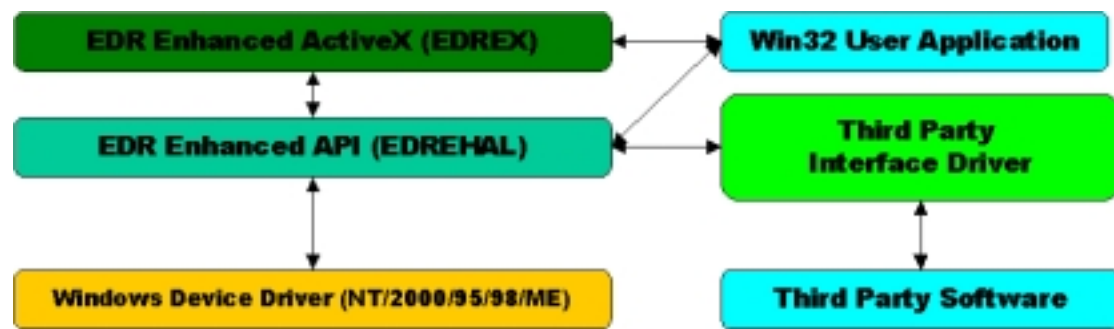 EDR Enhanced ActiveX (EDREX)
Win32 User Application
EDR Enhanced API (EDREHAL)
Third Party
Interface Driver
Windows Device Driver (NT/2000/95/98/ME)
Third Party Software